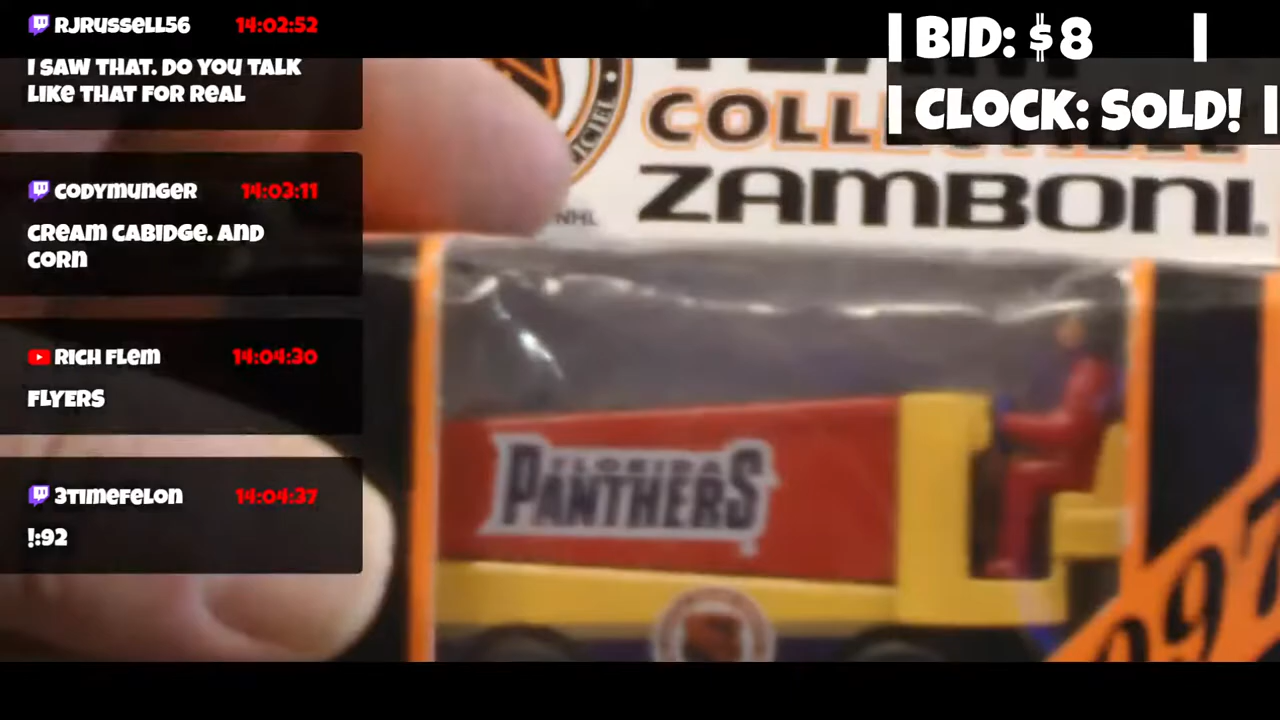 RJRussell56 14:02:52
I SAW THAT. DO YOU TALK
LIKE THAT FOR REAL
CODYMUNGER 14:03:11
CREAM CABIDGE. AND
CORN
RICH FLEM 14:04:30
FLYERS
3TIMEFELON 14:04:37
!:92
| BID: $8 |
| CLOCK: SOLD! |
ZAMBONI
NHL
FLORIDA
PANTHERS